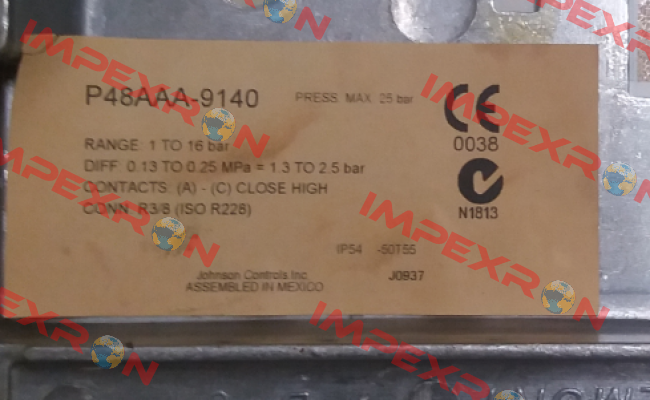 P48AAA-9140
PRESS. MAX. 25 bar
RANGE: 1 TO 16 bar
DIFF. 0.13 TO 0.25 MPa = 1.3 TO 2.5 bar
CONTACTS: (A) - (C) CLOSE HIGH
CONN. R3/8 (ISO R228)
CE
0038
N1813
IP54 -50T55
Johnson Controls Inc.
J0937
ASSEMBLED IN MEXICO
IMPEXRON
IMPEXRON
IMPEXRON
IMPEXRON
IMPEXRON